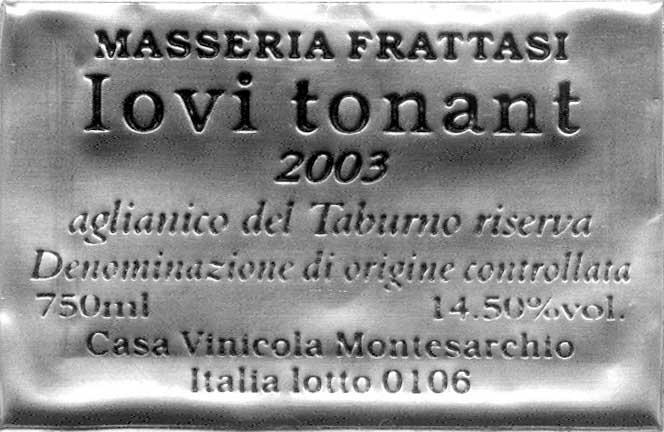 MASSERIA FRATTASI
Iovi tonant
2003
aglianico del Taburno riserva
Denominazione di origine controllata
750ml 14.50%vol.
Casa Vinicola Montesarchio
Italia lotto 0106